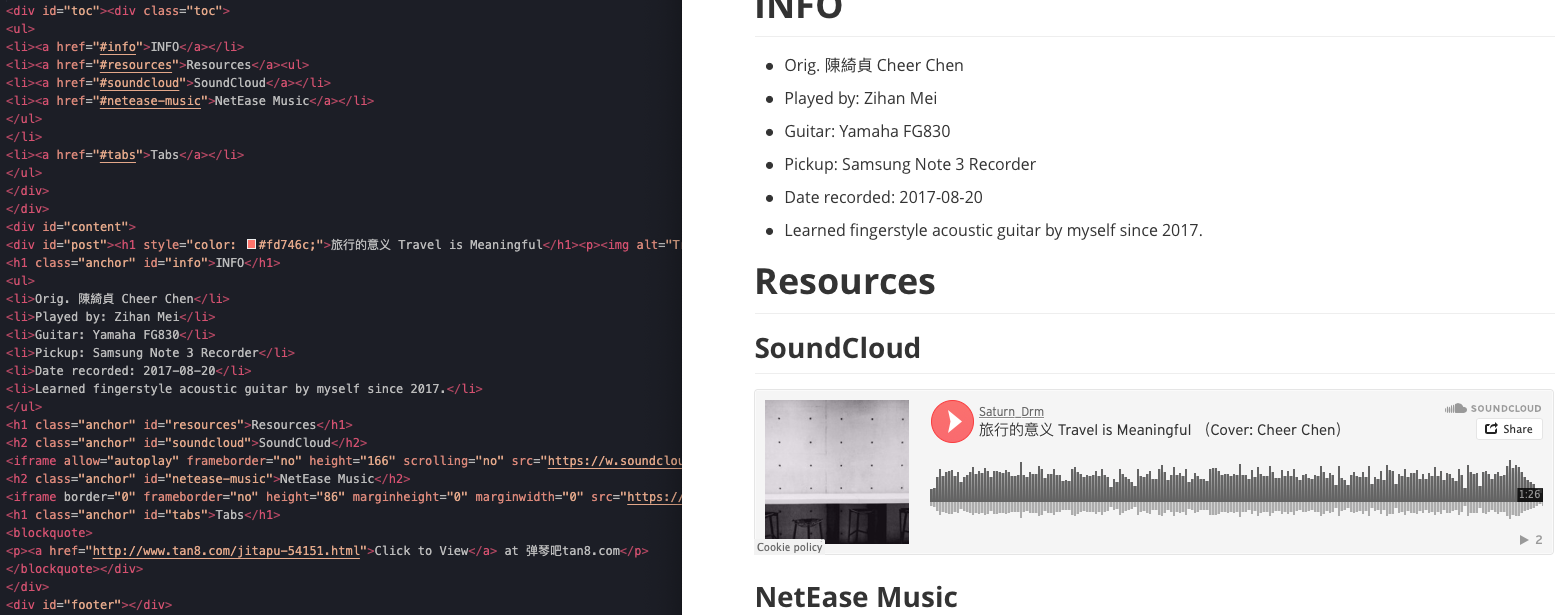 <div id="toc"><div class="toc">
<ul>
<li><a href="#info">INFO</a></li>
<li><a href="#resources">Resources</a><ul>
<li><a href="#soundcloud">SoundCloud</a></li>
<li><a href="#netease-music">NetEase Music</a></li>
</ul>
</li>
<li><a href="#tabs">Tabs</a></li>
</ul>
</div>
</div>
<div id="content">
<div id="post"><h1 style="color: #fd746c;">旅行的意义 Travel is Meaningful</h1><p><img alt="T
<h1 class="anchor" id="info">INFO</h1>
<ul>
<li>Orig. 陳綺貞 Cheer Chen</li>
<li>Played by: Zihan Mei</li>
<li>Guitar: Yamaha FG830</li>
<li>Pickup: Samsung Note 3 Recorder</li>
<li>Date recorded: 2017-08-20</li>
<li>Learned fingerstyle acoustic guitar by myself since 2017.</li>
</ul>
<h1 class="anchor" id="resources">Resources</h1>
<h2 class="anchor" id="soundcloud">SoundCloud</h2>
<iframe allow="autoplay" frameborder="no" height="166" scrolling="no" src="https://w.soundclou
<h2 class="anchor" id="netease-music">NetEase Music</h2>
<iframe border="0" frameborder="no" height="86" marginheight="0" marginwidth="0" src="https:/
<h1 class="anchor" id="tabs">Tabs</h1>
<blockquote>
<p><a href="http://www.tan8.com/jitapu-54151.html">Click to View</a> at 弹琴吧tan8.com</p>
</blockquote></div>
</div>
<div id="footer"></div>
INFO
Orig. 陳綺貞 Cheer Chen
Played by: Zihan Mei
Guitar: Yamaha FG830
Pickup: Samsung Note 3 Recorder
Date recorded: 2017-08-20
Learned fingerstyle acoustic guitar by myself since 2017.
Resources
SoundCloud
Saturn_Drm
SOUNDCLOUD
旅行的意义 Travel is Meaningful （Cover: Cheer Chen）
Share
1:26
Cookie policy
2
NetEase Music